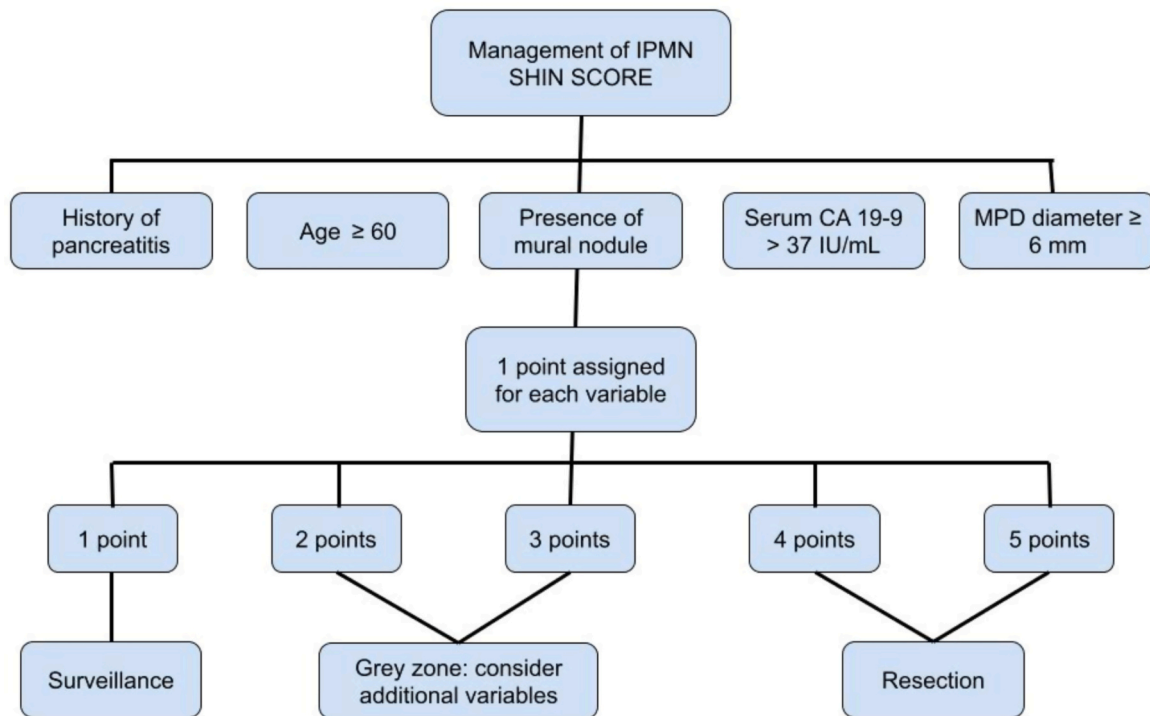 Management of IPMN
SHIN SCORE
History of
pancreatitis
Age ≥ 60
Presence of
mural nodule
Serum CA 19-9
> 37 IU/mL
MPD diameter ≥
6 mm
1 point assigned
for each variable
1 point
2 points
3 points
4 points
5 points
Surveillance
Grey zone: consider
additional variables
Resection